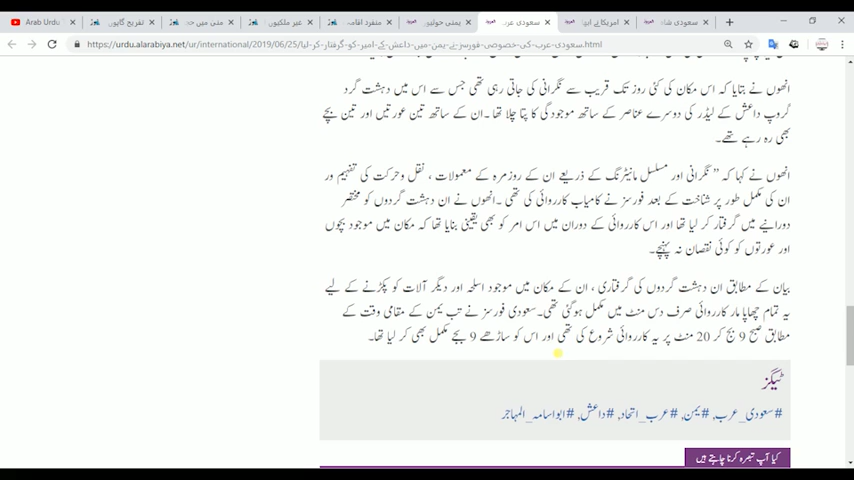 Arab Urdu
تفریح گاہوں
غیر ملکیوں
منفرد اقامہ
یمنی حوثیوں
سعودی عرب
امریکا نے ایرا
سعودی شاہ
https://urdu.alarabiya.net/ur/international/2019/06/25/سعودی-عرب-کی-خصوصی-فورسز-نے-یمن-میں-داعش-کے-امیر-کو-گرفتار-کر-لیا.html
انھوں نے بتایا کہ اس مکان کی کئی روز تک قریب سے نگرانی کی جاتی رہی تھی جس سے اس میں دہشت گرد
گروپ داعش کے لیڈر کی دوسرے عناصر کے ساتھ موجودگی کا پتا چلا تھا ۔ان کے ساتھ تین عورتیں اور تین بچے
بھی رہ رہے تھے۔
انھوں نے کہا کہ ’’ نگرانی اور مسلسل مانیٹرنگ کے ذریعے ان کے روزمرہ کے معمولات ، نقل وحرکت کی تفہیم ور
ان کی مکمل طور پر شناخت کے بعد فورسز نے کامیاب کارروائی کی تھی ۔انھوں نے ان دہشت گردوں کو مختصر
دورانیے میں گرفتار کر لیا تھا اور اس کارروائی کے دوران میں اس امر کو بھی یقینی بنایا تھا کہ مکان میں موجود بچوں
اور عورتوں کو کوئی نقصان نہ پہنچے۔
بیان کے مطابق ان دہشت گردوں کی گرفتاری ، ان کے مکان میں موجود اسلحہ اور دیگر آلات کو پکڑنے کے لیے
یہ تمام چھاپا مار کارروائی صرف دس منٹ میں مکمل ہوگئی تھی۔سعودی فورسز نے تب یمن کے مقامی وقت کے
مطابق صبح 9 بج کر 20 منٹ پر یہ کارروائی شروع کی تھی اور اس کو ساڑھے 9 بجے مکمل بھی کر لیا تھا۔
ٹیگز
#سعودی_عرب, #یمن, #عرب_اتحاد, #داعش, #ابواسامہ_المہاجر
کیا آپ تبصرہ کرنا چاہتے ہیں